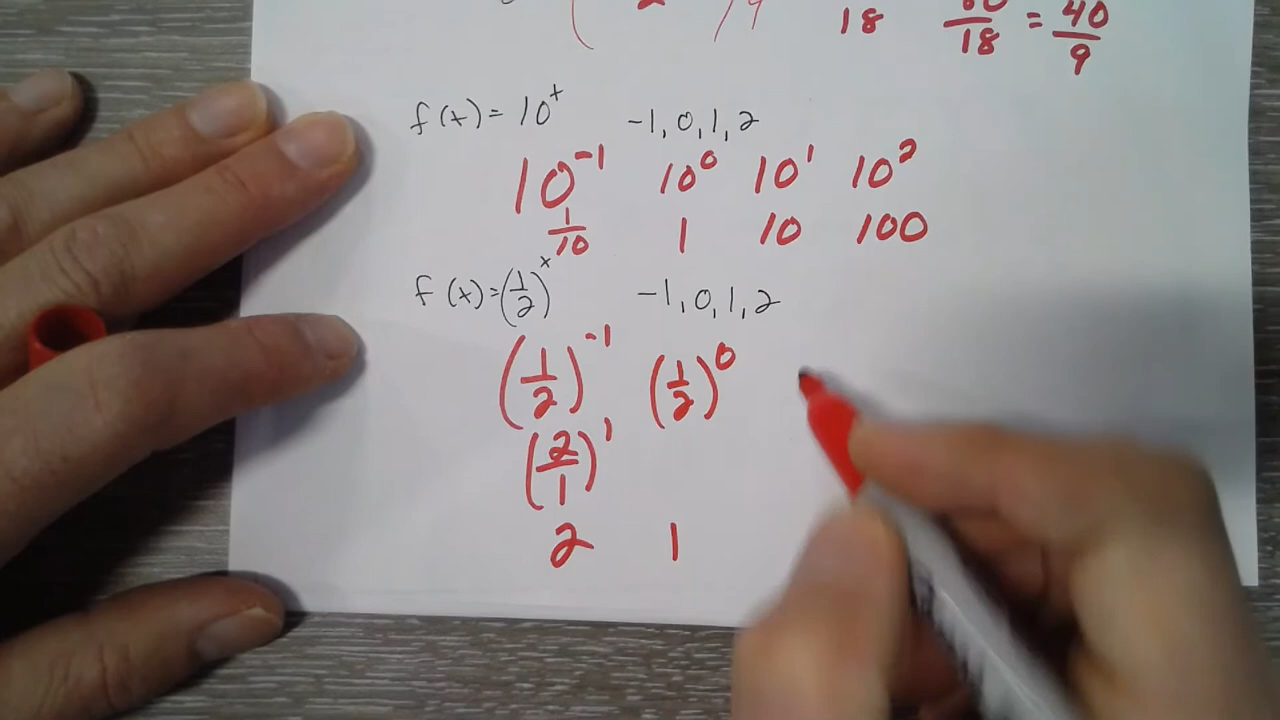 18 /18 = 40/9
f(x) = 10^x -1, 0, 1, 2
10^-1 10^0 10^1 10^2
1/10 1 10 100
f(x) = (1/2)^x -1, 0, 1, 2
(1/2)^-1 (1/2)^0
(2/1)^1
2 1